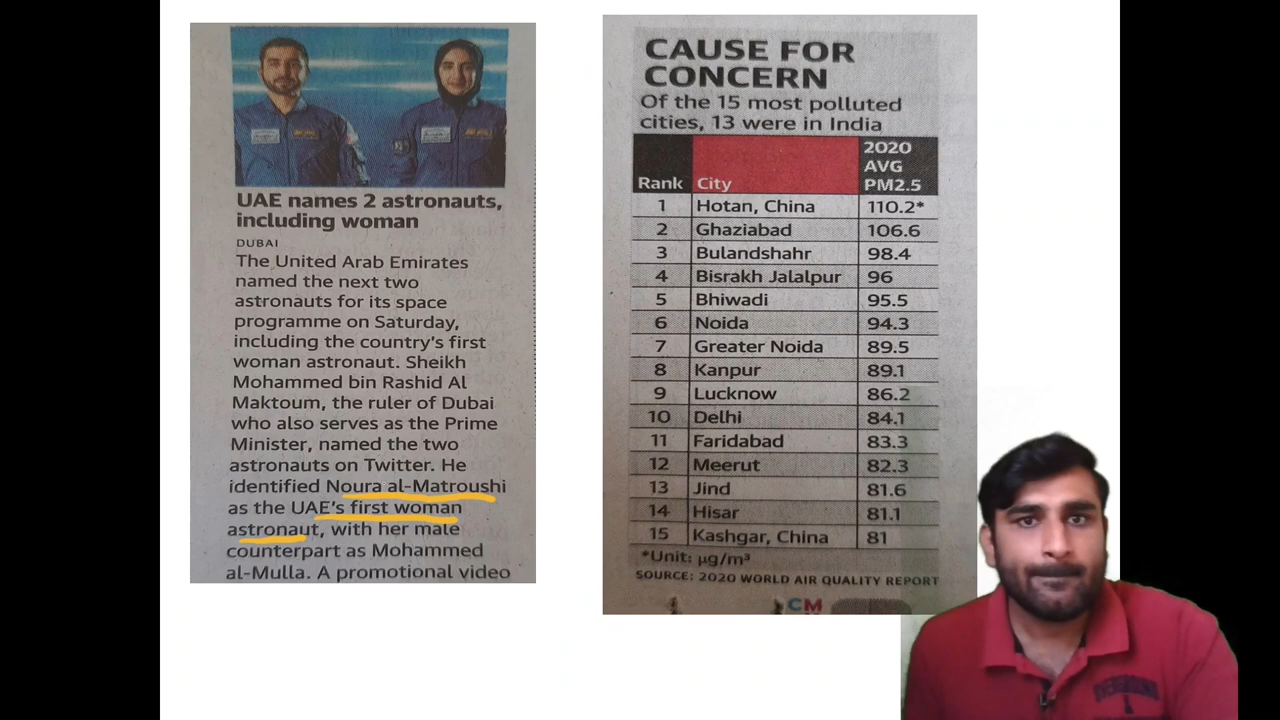 UAE names 2 astronauts,
including woman
DUBAI
The United Arab Emirates
named the next two
astronauts for its space
programme on Saturday,
including the country's first
woman astronaut. Sheikh
Mohammed bin Rashid Al
Maktoum, the ruler of Dubai
who also serves as the Prime
Minister, named the two
astronauts on Twitter. He
identified Noura al-Matroushi
as the UAE's first woman
astronaut, with her male
counterpart as Mohammed
al-Mulla. A promotional video
CAUSE FOR
CONCERN
Of the 15 most polluted
cities, 13 were in India
Rank City 2020 AVG PM2.5
1 Hotan, China 110.2*
2 Ghaziabad 106.6
3 Bulandshahr 98.4
4 Bisrakh Jalalpur 96
5 Bhiwadi 95.5
6 Noida 94.3
7 Greater Noida 89.5
8 Kanpur 89.1
9 Lucknow 86.2
10 Delhi 84.1
11 Faridabad 83.3
12 Meerut 82.3
13 Jind 81.6
14 Hisar 81.1
15 Kashgar, China 81
*Unit: µg/m³
SOURCE: 2020 WORLD AIR QUALITY REPORT
CM